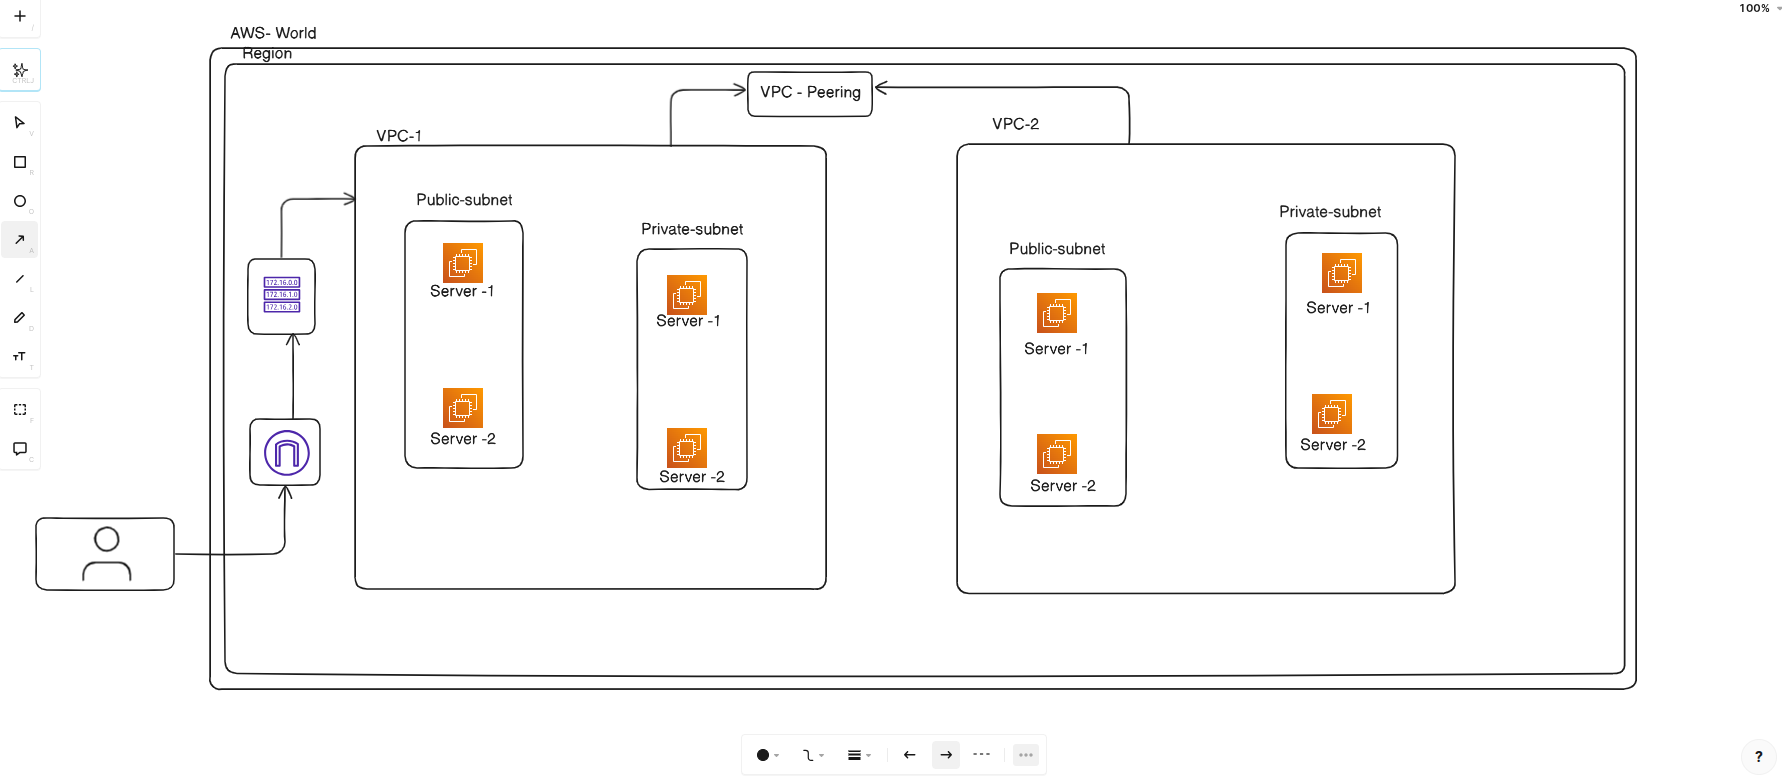 100%
AWS- World
Region
VPC - Peering
VPC-1
VPC-2
Public-subnet
Server -1
Server -2
Private-subnet
Server -1
Server -2
Public-subnet
Server -1
Server -2
Private-subnet
Server -1
Server -2
172.16.0.0
172.16.1.0
172.16.2.0
/
CTRL J
V
R
O
A
L
D
T
F
C
TT
?